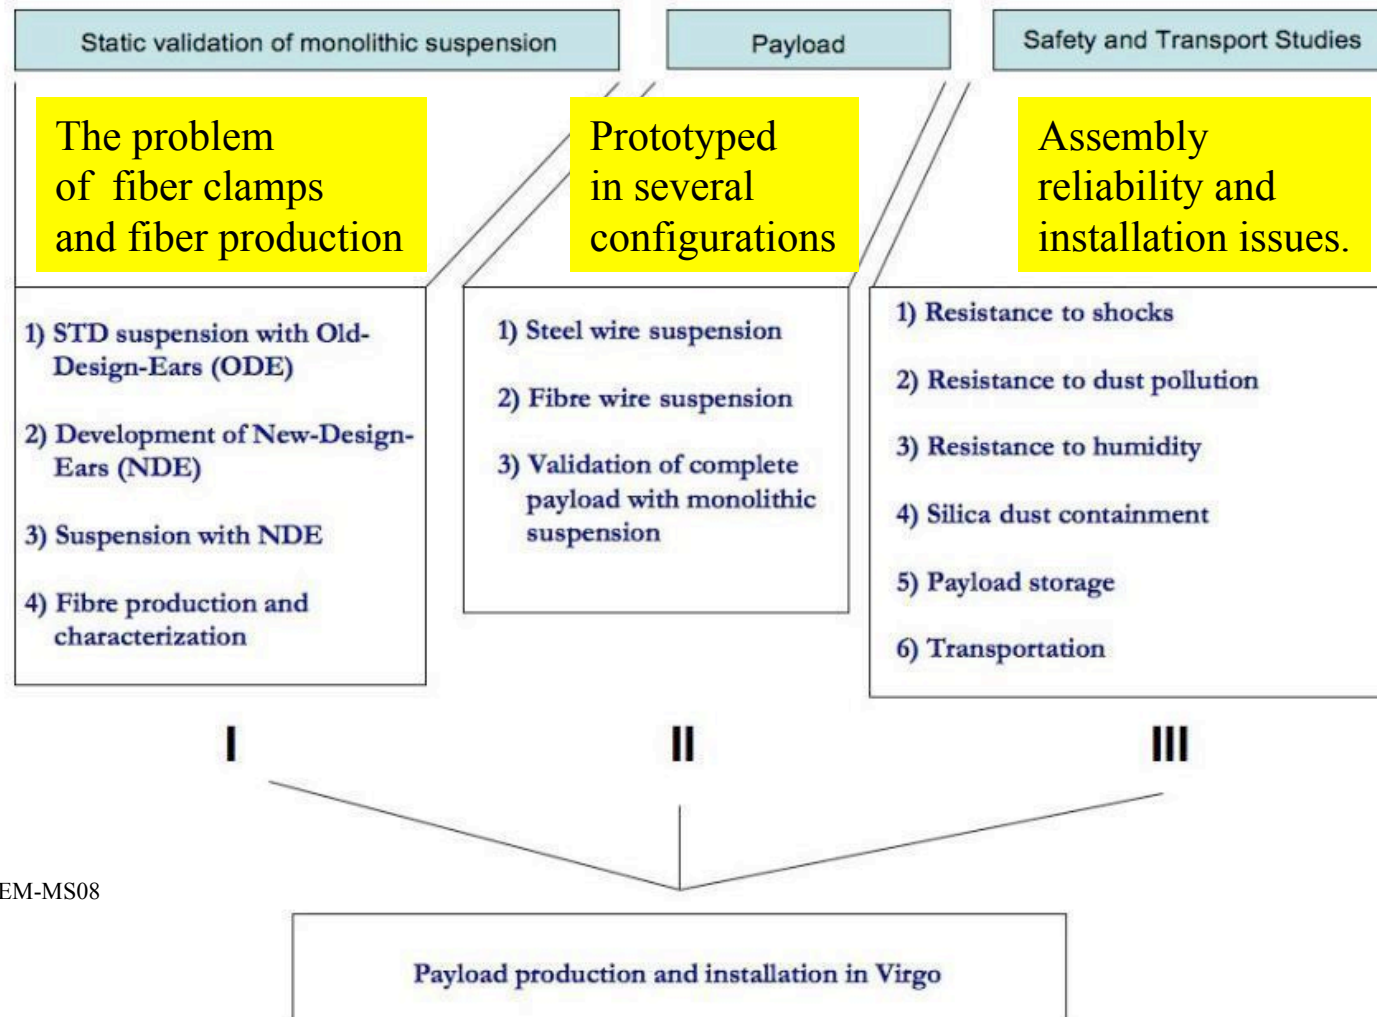 Static validation of monolithic suspension
Payload
Safety and Transport Studies
The problem
of fiber clamps
and fiber production
Prototyped
in several
configurations
Assembly
reliability and
installation issues.
1) STD suspension with Old-
Design-Ears (ODE)
2) Development of New-Design-
Ears (NDE)
3) Suspension with NDE
4) Fibre production and
characterization
1) Steel wire suspension
2) Fibre wire suspension
3) Validation of complete
payload with monolithic
suspension
1) Resistance to shocks
2) Resistance to dust pollution
3) Resistance to humidity
4) Silica dust containment
5) Payload storage
6) Transportation
I
II
III
EM-MS08
Payload production and installation in Virgo